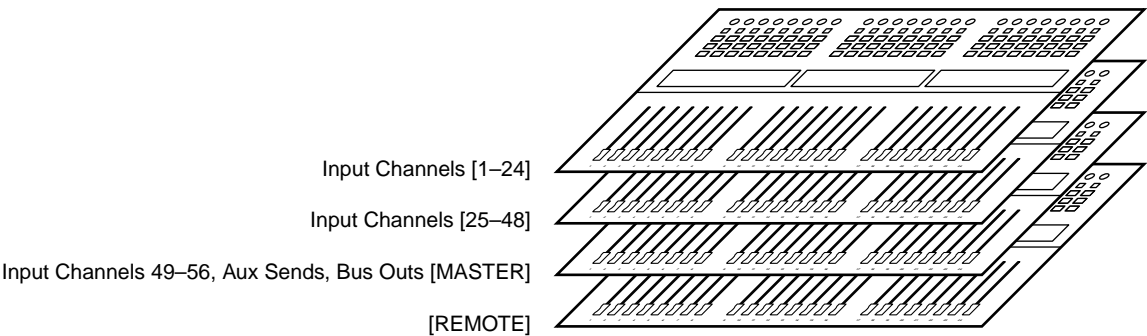 Input Channels [1–24]
Input Channels [25–48]
Input Channels 49–56, Aux Sends, Bus Outs [MASTER]
[REMOTE]